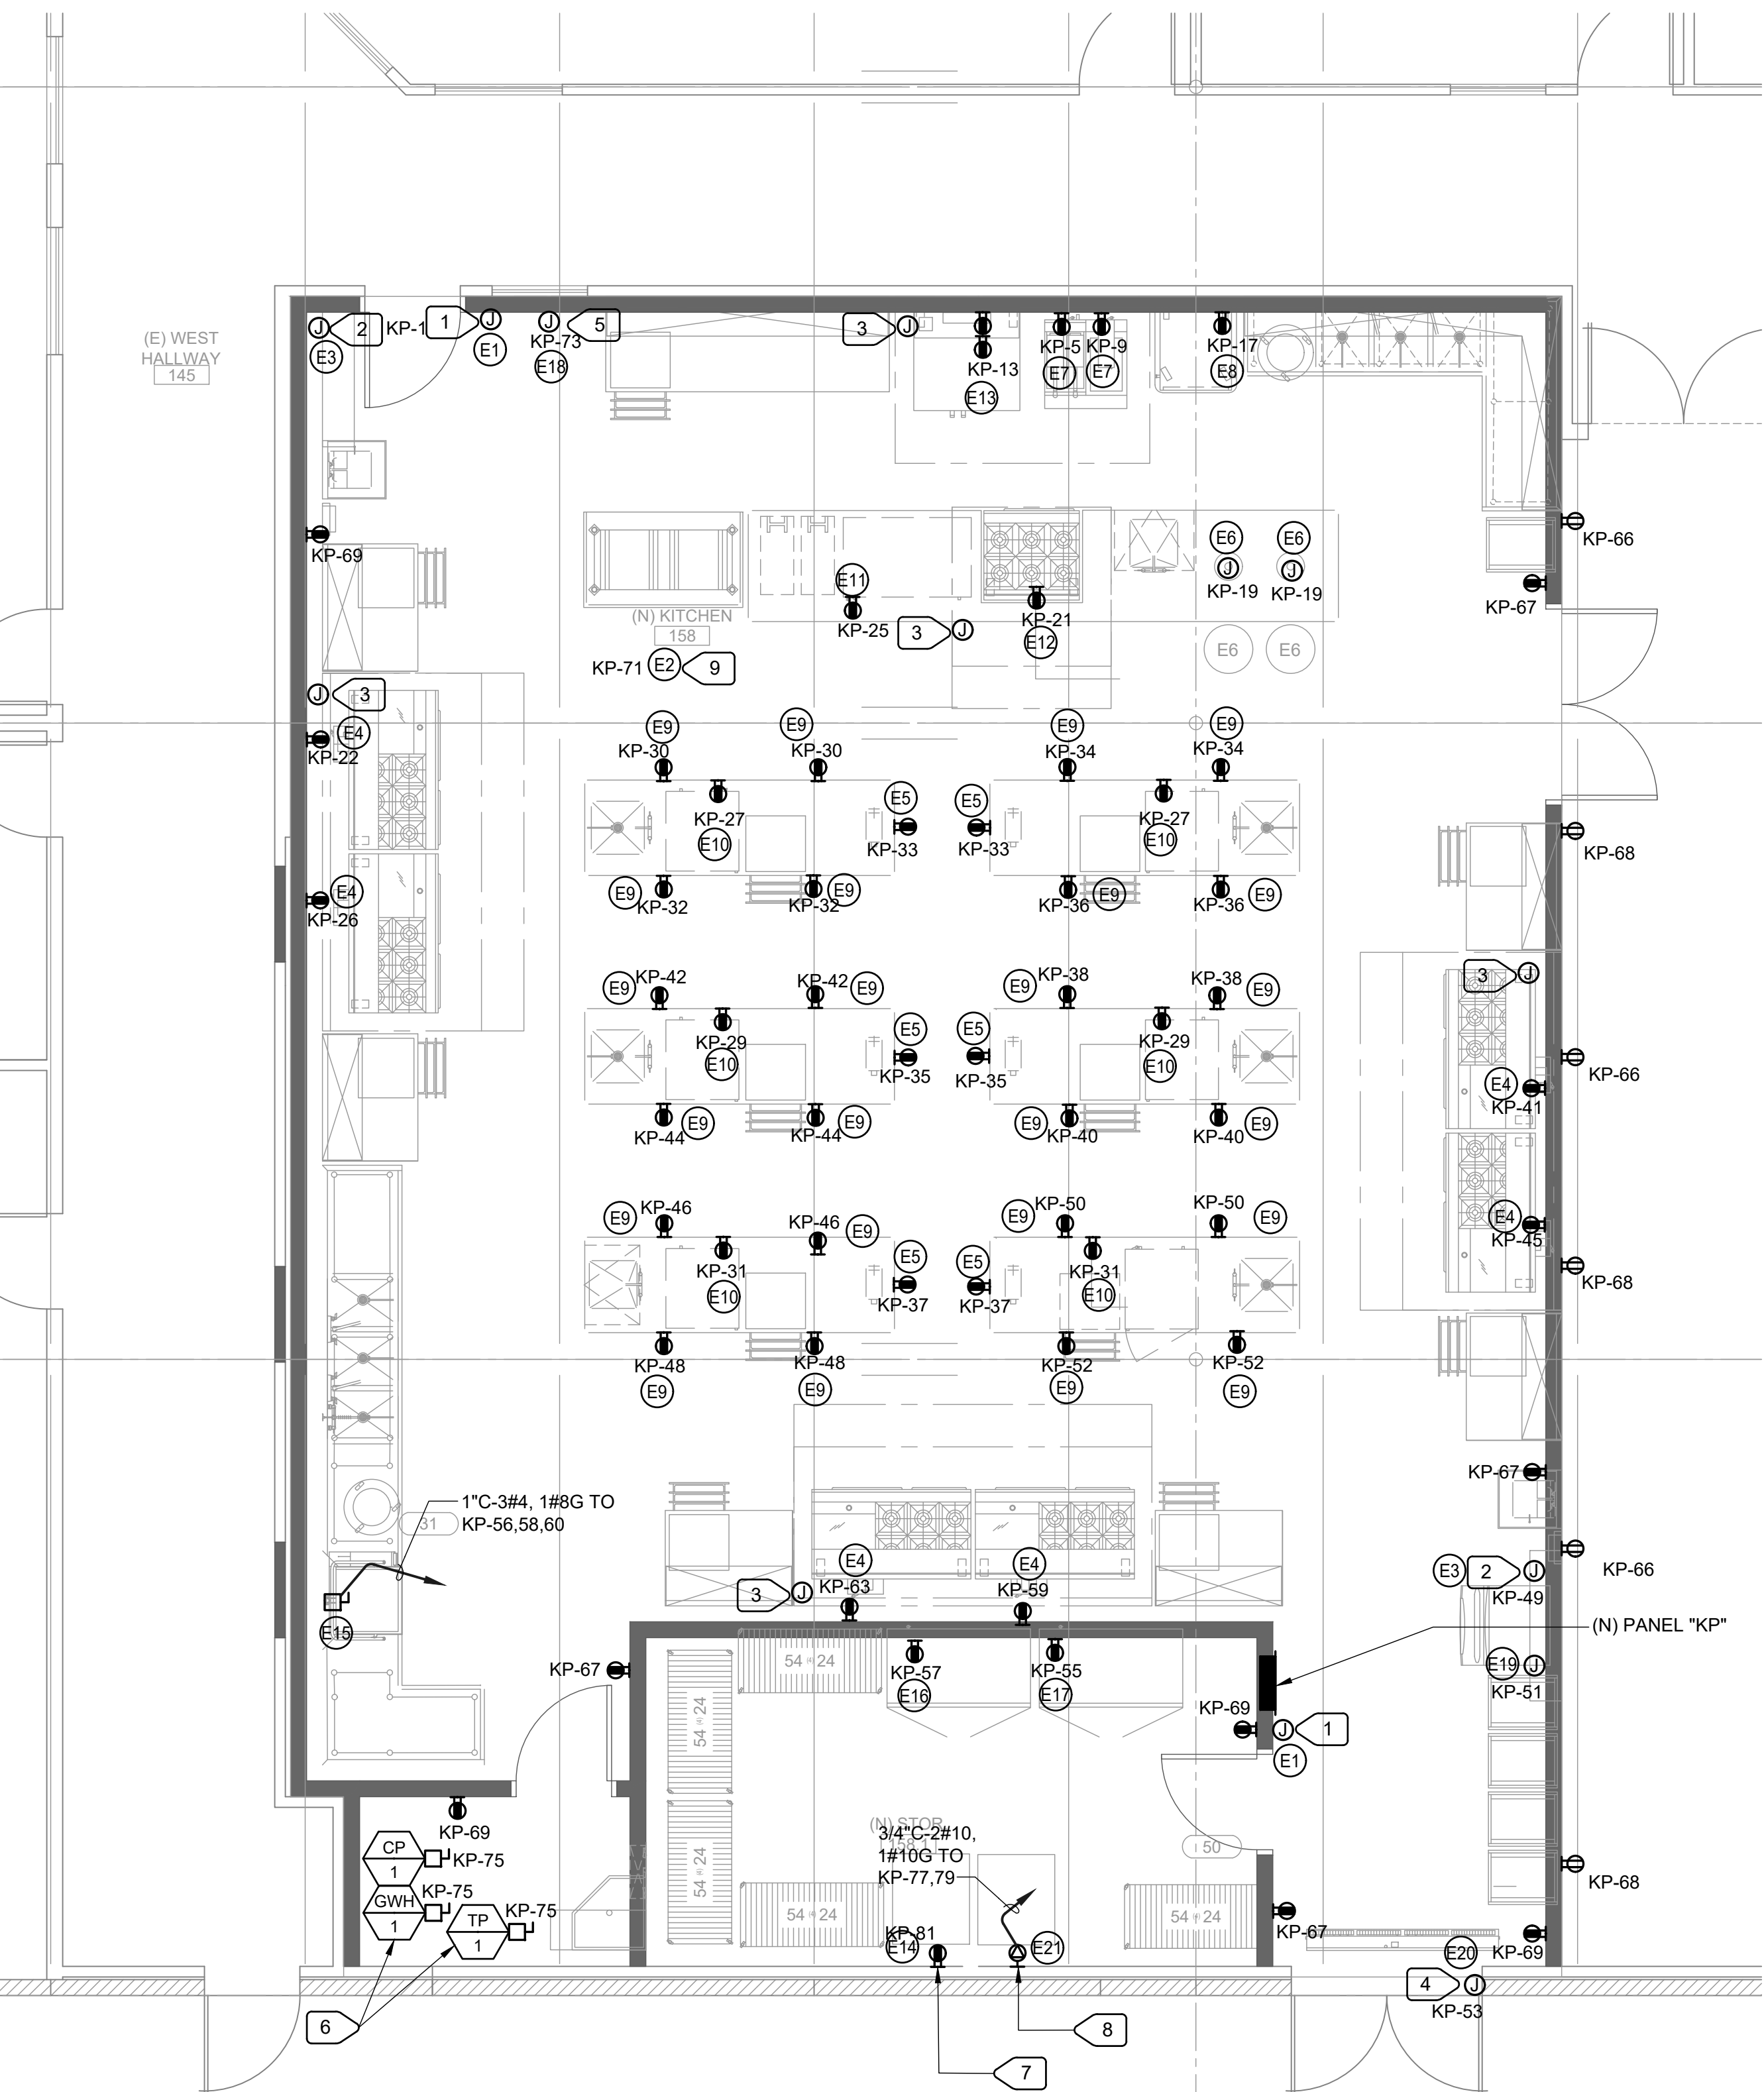 (E) WEST
HALLWAY
145
J
2
KP-1
1
J
E3
E1
J
5
KP-73
E18
3
J
KP-13
E13
KP-5
E7
KP-9
E7
KP-17
E8
KP-69
E11
KP-25
(N) KITCHEN
158
KP-71
E2
9
3
J
KP-21
E12
E6
E6
J
J
KP-19
KP-19
E6
E6
KP-66
KP-67
J
3
E4
KP-22
E4
KP-26
E9
E9
E9
E9
KP-30
KP-30
KP-34
KP-34
E5
E5
KP-27
E10
KP-33
KP-33
KP-27
E10
E9
KP-32
KP-32
E9
KP-36
E9
KP-36
E9
KP-68
E9
KP-42
KP-42
E9
E9
KP-38
KP-38
E9
3
J
KP-29
E10
E5
KP-35
E5
KP-35
KP-29
E10
KP-66
E4
KP-41
KP-44
E9
KP-44
E9
E9
KP-40
KP-40
E9
E9
KP-46
KP-46
E9
E9
KP-50
KP-50
E9
E4
KP-45
KP-31
E10
E5
KP-37
E5
KP-37
KP-31
E10
KP-68
KP-48
E9
KP-48
E9
KP-52
E9
KP-52
E9
1"C-3#4, 1#8G TO
KP-56,58,60
31
E15
KP-67
KP-66
E4
E4
3
J
KP-63
KP-59
E3
2
J
KP-49
(N) PANEL "KP"
E19
J
KP-51
KP-67
54 (4) 24
KP-57
E16
KP-55
E17
54 (4) 24
KP-69
J
1
E1
KP-69
CP
1
KP-75
GWH
1
KP-75
TP
1
KP-75
54 (4) 24
(N) STOR
158.1
3/4"C-2#10,
1#10G TO
KP-77,79
50
54 (4) 24
54 (4) 24
KP-68
KP-81
E14
E21
KP-67
E20
KP-69
4
J
KP-53
6
8
7